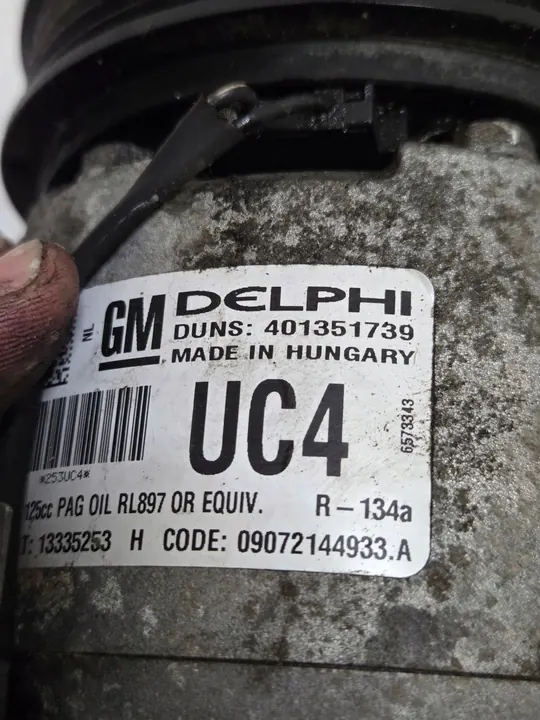 NL
GM DELPHI
DUNS: 401351739
MADE IN HUNGARY
UC4
6573343
*253UC4*
125cc PAG OIL RL897 OR EQUIV. R-134a
T: 13335253 H CODE: 09072144933.A